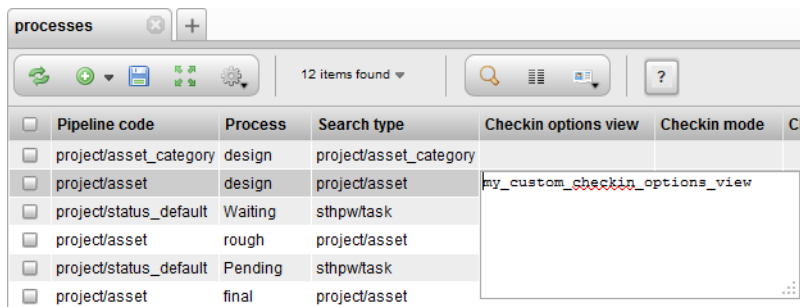 processes
+
12 items found
?
Pipeline code Process Search type Checkin options view Checkin mode C
project/asset_category design project/asset_category
project/asset design project/asset my_custom_checkin_options_view
project/status_default Waiting sthpw/task
project/asset rough project/asset
project/status_default Pending sthpw/task
project/asset final project/asset